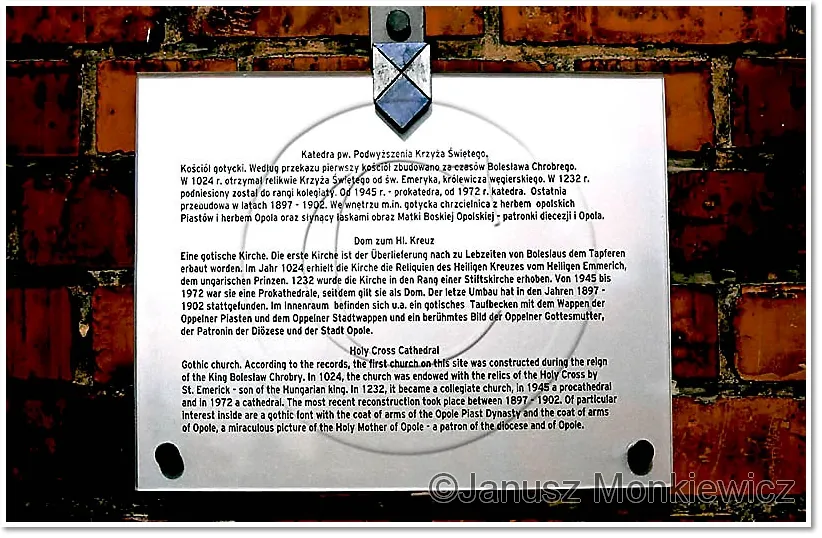 Katedra pw. Podwyższenia Krzyża Świętego.
Kościół gotycki. Według przekazu pierwszy kościół zbudowano za czasów Bolesława Chrobrego.
W 1024 r. otrzymał relikwie Krzyża Świętego od św. Emeryka, królewicza węgierskiego. W 1232 r.
podniesiony został do rangi kolegiaty. Od 1945 r. - prokatedra, od 1972 r. katedra. Ostatnia
przebudowa w latach 1897 - 1902. We wnętrzu m.in. gotycka chrzcielnica z herbem opolskich
Piastów i herbem Opola oraz słynący łaskami obraz Matki Boskiej Opolskiej - patronki diecezji i Opola.
Dom zum Hl. Kreuz
Eine gotische Kirche. Die erste Kirche ist der Überlieferung nach zu Lebzeiten von Boleslaus dem Tapferen
erbaut worden. Im Jahr 1024 erhielt die Kirche die Reliquien des Heiligen Kreuzes vom Heiligen Emmerich,
dem ungarischen Prinzen. 1232 wurde die Kirche in den Rang einer Stiftskirche erhoben. Von 1945 bis
1972 war sie eine Prokathedrale, seitdem gilt sie als Dom. Der letze Umbau hat in den Jahren 1897 -
1902 stattgefunden. Im Innenraum befinden sich u.a. ein gotisches Taufbecken mit dem Wappen der
Oppelner Piasten und dem Oppelner Stadtwappen und ein berühmtes Bild der Oppelner Gottesmutter,
der Patronin der Diözese und der Stadt Opole.
Holy Cross Cathedral
Gothic church. According to the records, the first church on this site was constructed during the reign
of the King Boleslaw Chrobry. In 1024, the church was endowed with the relics of the Holy Cross by
St. Emerick - son of the Hungarian king. In 1232, it became a collegiate church, in 1945 a procathedral
and in 1972 a cathedral. The most recent reconstruction took place between 1897 - 1902. Of particular
interest inside are a gothic font with the coat of arms of the Opole Piast Dynasty and the coat of arms
of Opole, a miraculous picture of the Holy Mother of Opole - a patron of the diocese and of Opole.
©Janusz Monkiewicz